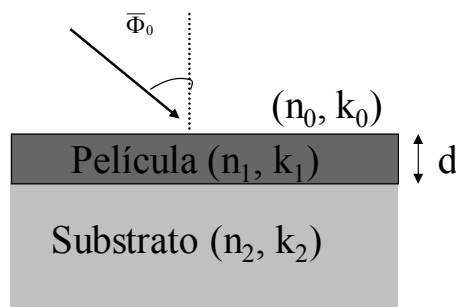 Φ̅₀
(n₀, k₀)
Película (n₁, k₁)
d
Substrato (n₂, k₂)